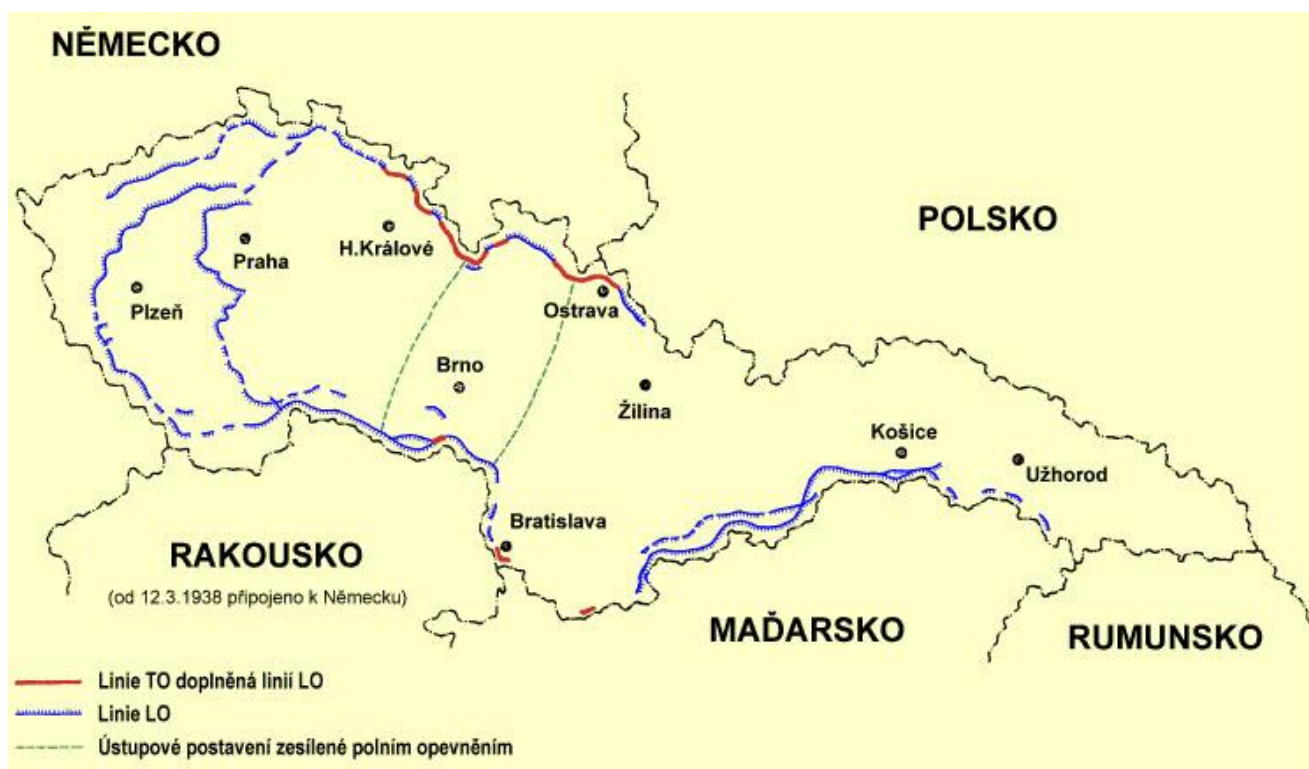 NĚMECKO
POLSKO
H.Králové
Praha
Plzeň
Ostrava
Brno
Žilina
Košice
Užhorod
Bratislava
RAKOUSKO
(od 12.3.1938 připojeno k Německu)
MAĎARSKO
RUMUNSKO
Linie TO doplněná linií LO
Linie LO
Ústupové postavení zesílené polním opevněním